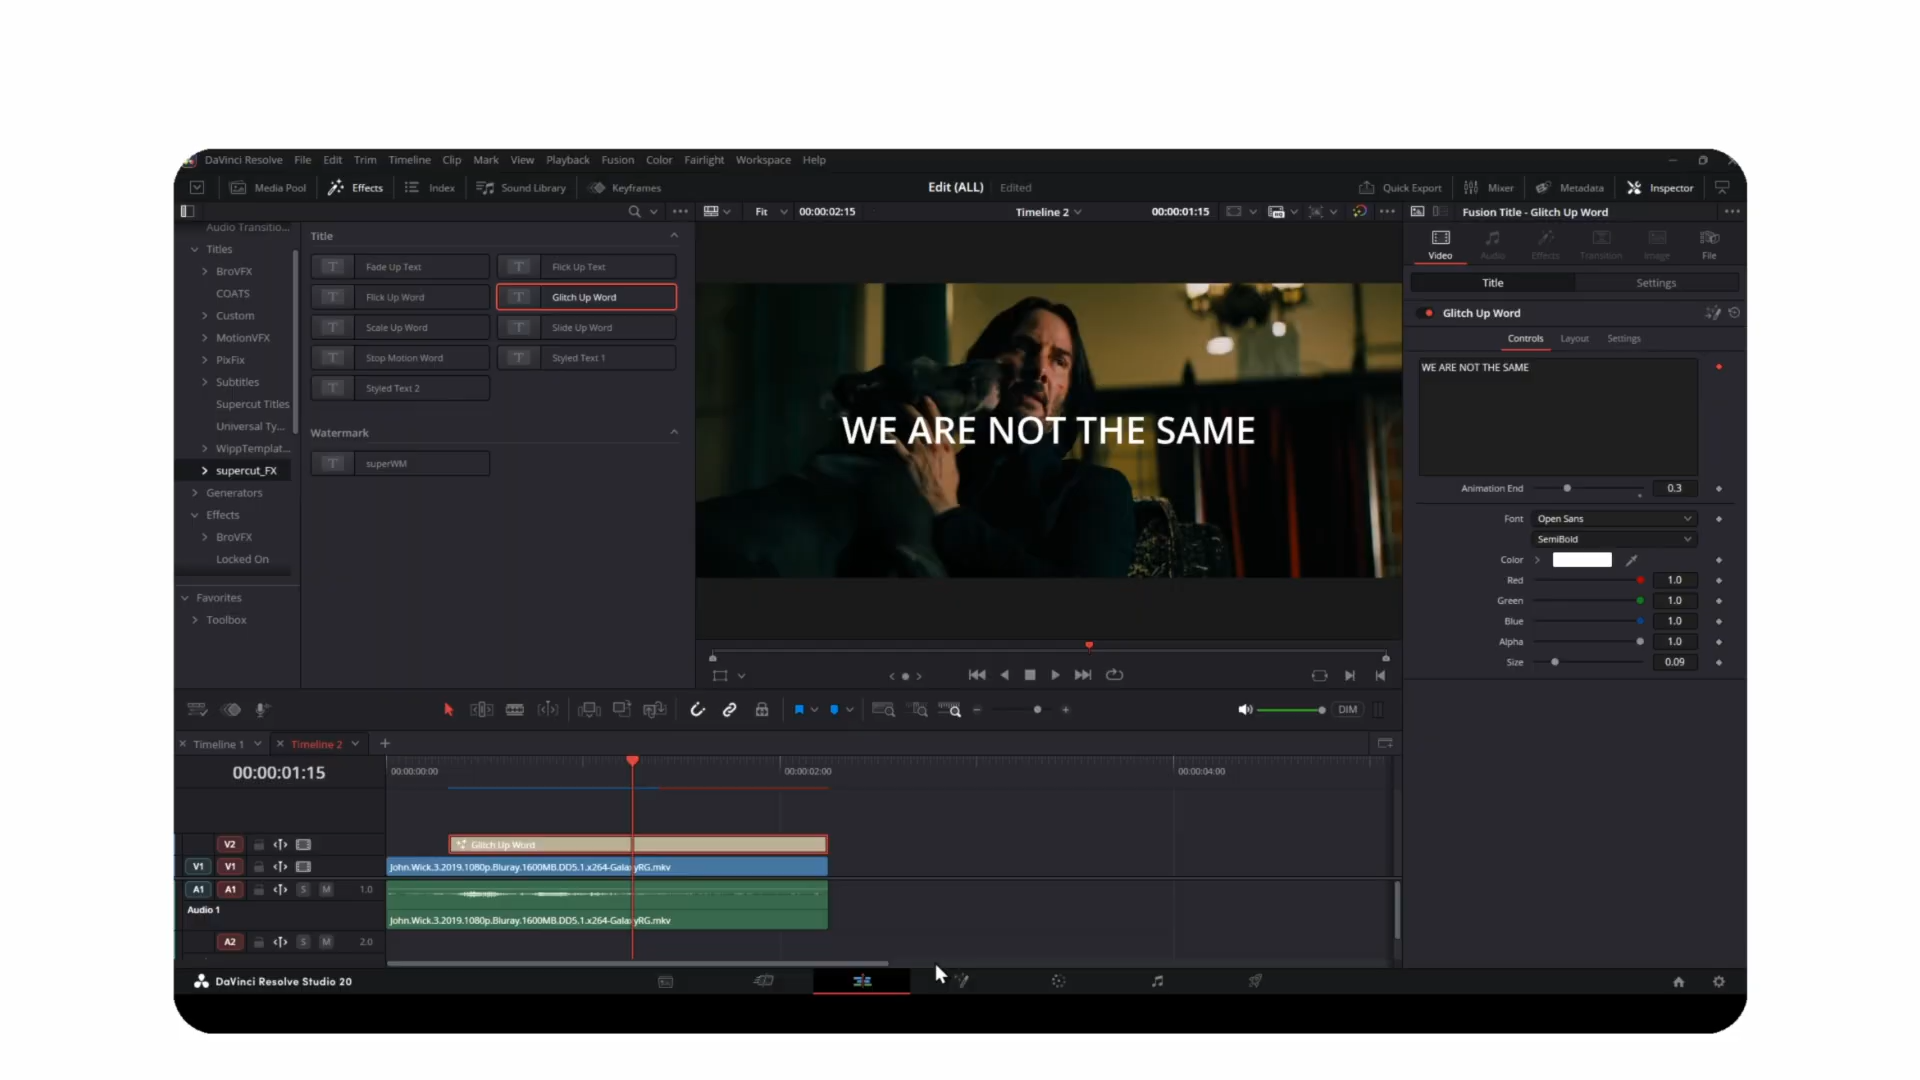 DaVinci Resolve File Edit Trim Timeline Clip Mark View Playback Fusion Color Fairlight Workspace Help
Media Pool Effects Index Sound Library Keyframes Edit (ALL) Edited Quick Export Mixer Metadata Inspector
Fit 00:00:02:15 Timeline 2 00:00:01:15 Fusion Title - Glitch Up Word
Audio Transitio...
Titles
BroVFX
COATS
Custom
MotionVFX
PixFix
Subtitles
Supercut Titles
Universal Ty...
WippTemplat...
supercut_FX
Generators
Effects
BroVFX
Locked On
Favorites
Toolbox
Title
Fade Up Text
Flick Up Text
Flick Up Word
Glitch Up Word
Scale Up Word
Slide Up Word
Stop Motion Word
Styled Text 1
Styled Text 2
Watermark
superWM
WE ARE NOT THE SAME
Video Audio Effects Transition Image File
Title Settings
Glitch Up Word
Controls Layout Settings
WE ARE NOT THE SAME
Animation End 0.3
Font Open Sans
SemiBold
Color
Red 1.0
Green 1.0
Blue 1.0
Alpha 1.0
Size 0.09
DIM
Timeline 1 Timeline 2
00:00:01:15 00:00:00:00 00:00:02:00 00:00:04:00
V2 Glitch Up Word
V1 V1 John.Wick.3.2019.1080p.Bluray.1600MB.DD5.1.x264-GalaxyRG.mkv
A1 A1 S M 1.0
Audio 1
John.Wick.3.2019.1080p.Bluray.1600MB.DD5.1.x264-GalaxyRG.mkv
A2 S M 2.0
DaVinci Resolve Studio 20